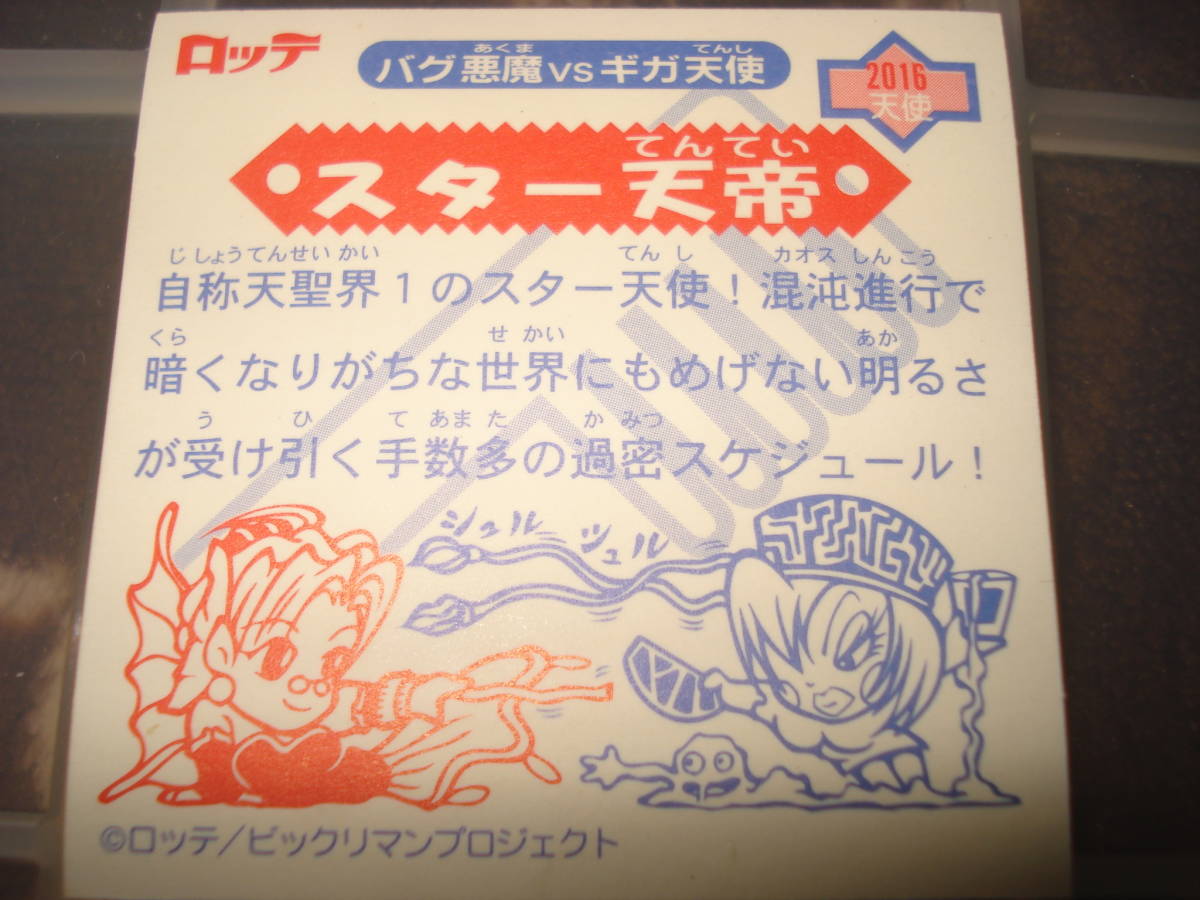 ロッテ
あくま てんし
バグ悪魔vsギガ天使
2016
天使
てんてい
スター天帝
じしょうてんせいかい てんし カオスしんこう
自称天聖界1のスター天使！混沌進行で
くら せかい あか
暗くなりがちな世界にもめげない明るさ
う ひ てあまた かみつ
が受け引く手数多の過密スケジュール！
シュル
ツュル
©ロッテ/ビックリマンプロジェクト